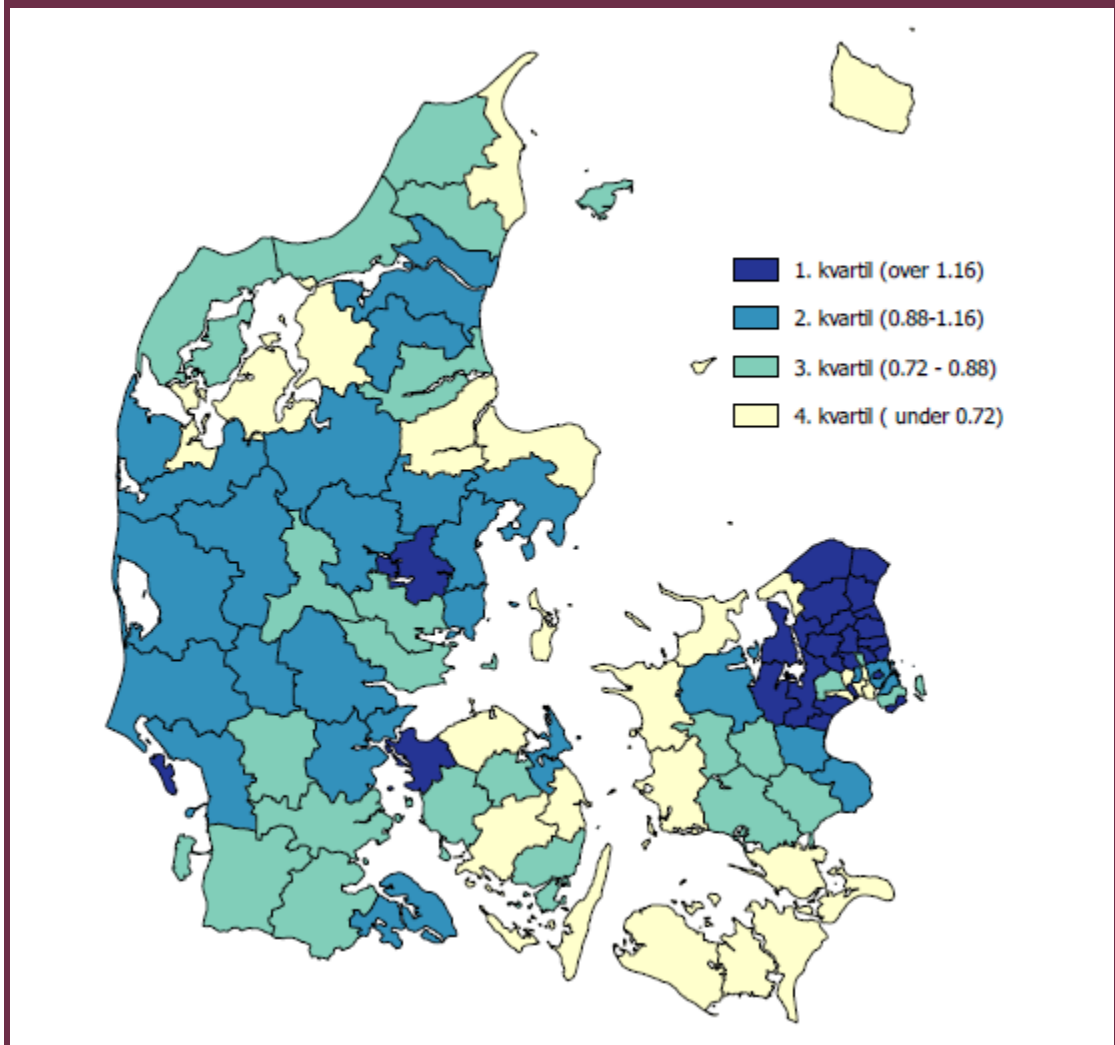 1. kvartil (over 1.16)
2. kvartil (0.88-1.16)
3. kvartil (0.72 - 0.88)
4. kvartil ( under 0.72)